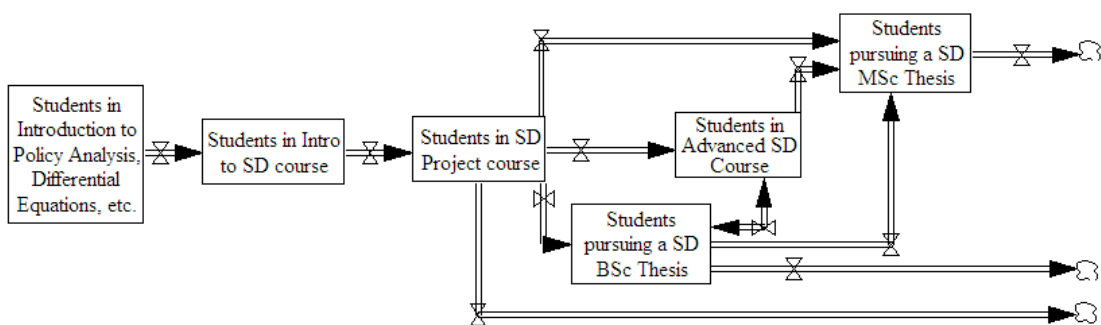 Students in
Introduction to
Policy Analysis,
Differential
Equations, etc.
Students in Intro
to SD course
Students in SD
Project course
Students in
Advanced SD
Course
Students
pursuing a SD
BSc Thesis
Students
pursuing a SD
MSc Thesis